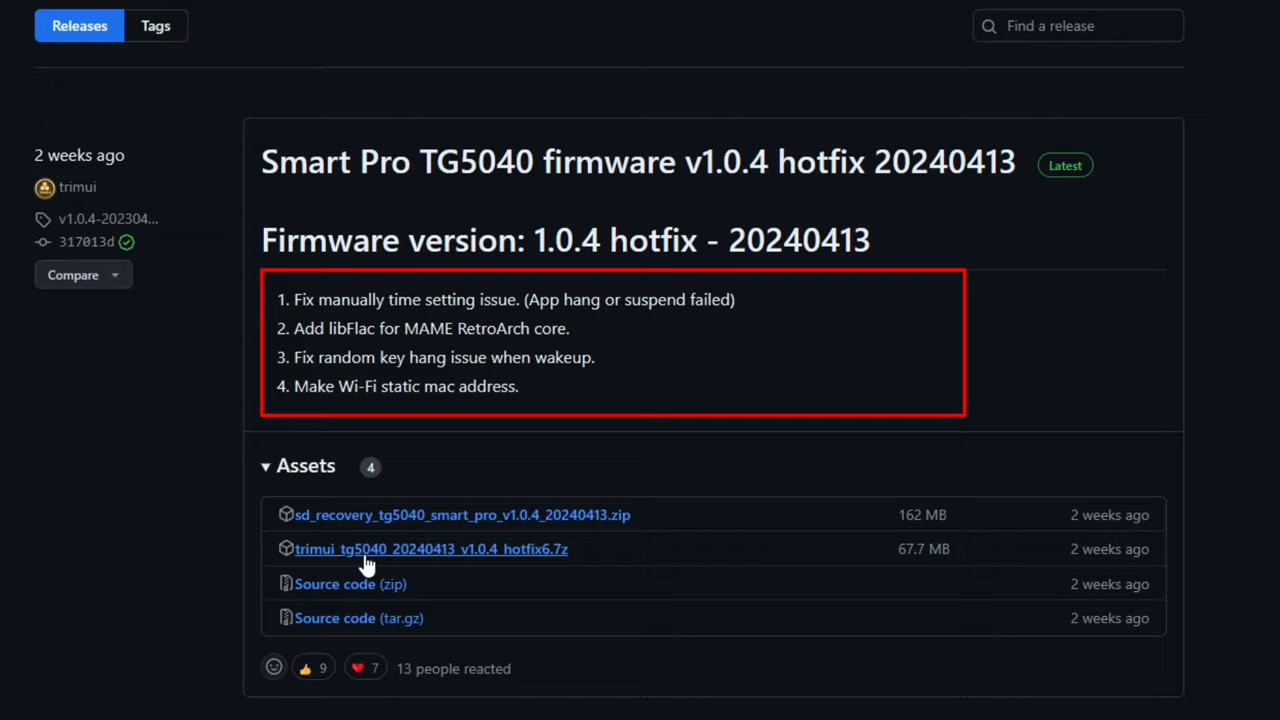 Releases
Tags
Find a release
2 weeks ago
trimui
v1.0.4-202304...
317013d
Compare
Smart Pro TG5040 firmware v1.0.4 hotfix 20240413
Latest
Firmware version: 1.0.4 hotfix - 20240413
1. Fix manually time setting issue. (App hang or suspend failed)
2. Add libFlac for MAME RetroArch core.
3. Fix random key hang issue when wakeup.
4. Make Wi-Fi static mac address.
Assets 4
sd_recovery_tg5040_smart_pro_v1.0.4_20240413.zip 162 MB 2 weeks ago
trimui_tg5040_20240413_v1.0.4_hotfix6.7z 67.7 MB 2 weeks ago
Source code (zip) 2 weeks ago
Source code (tar.gz) 2 weeks ago
9 7 13 people reacted